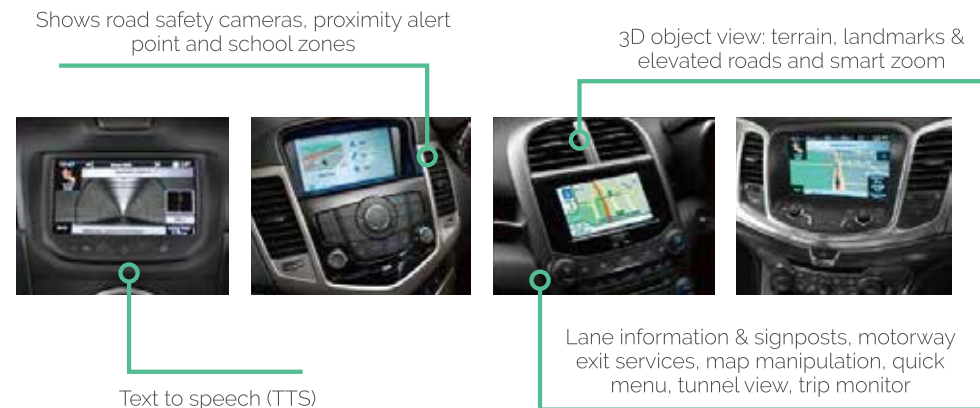 Shows road safety cameras, proximity alert
point and school zones
3D object view: terrain, landmarks &
elevated roads and smart zoom
Lane information & signposts, motorway
exit services, map manipulation, quick
menu, tunnel view, trip monitor
Text to speech (TTS)